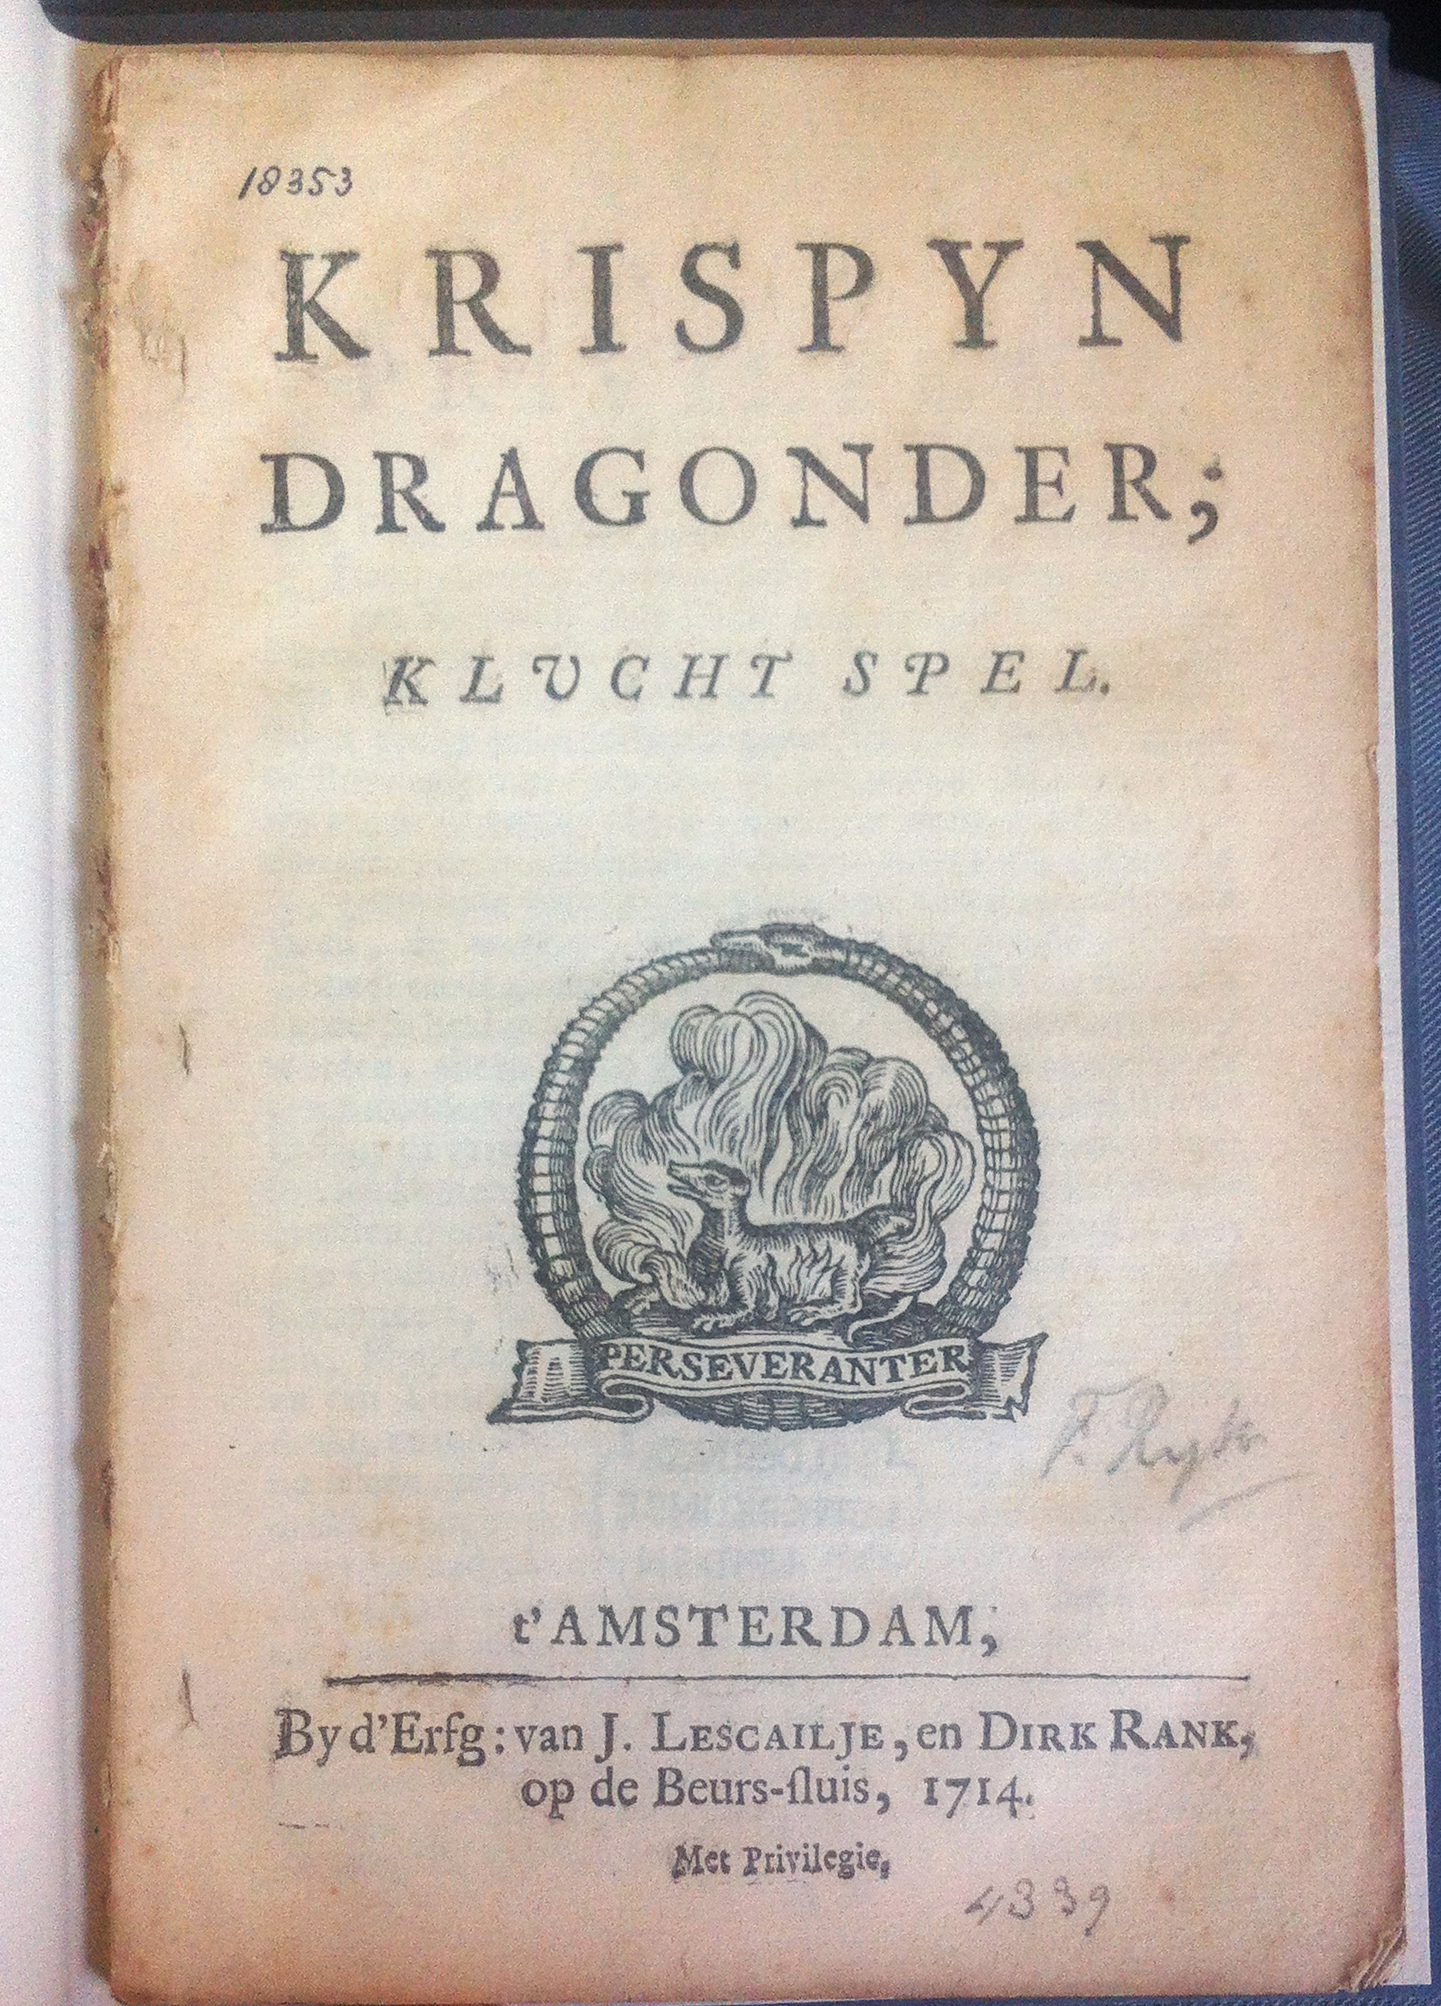 18353
KRISPYN
DRAGONDER;
KLUCHT SPEL.
PERSEVERANTER
F. Ryk
t'AMSTERDAM,
By d'Erfg: van J. LESCAILJE, en DIRK RANK,
op de Beurs-sluis, 1714.
Met Privilegie,
4339